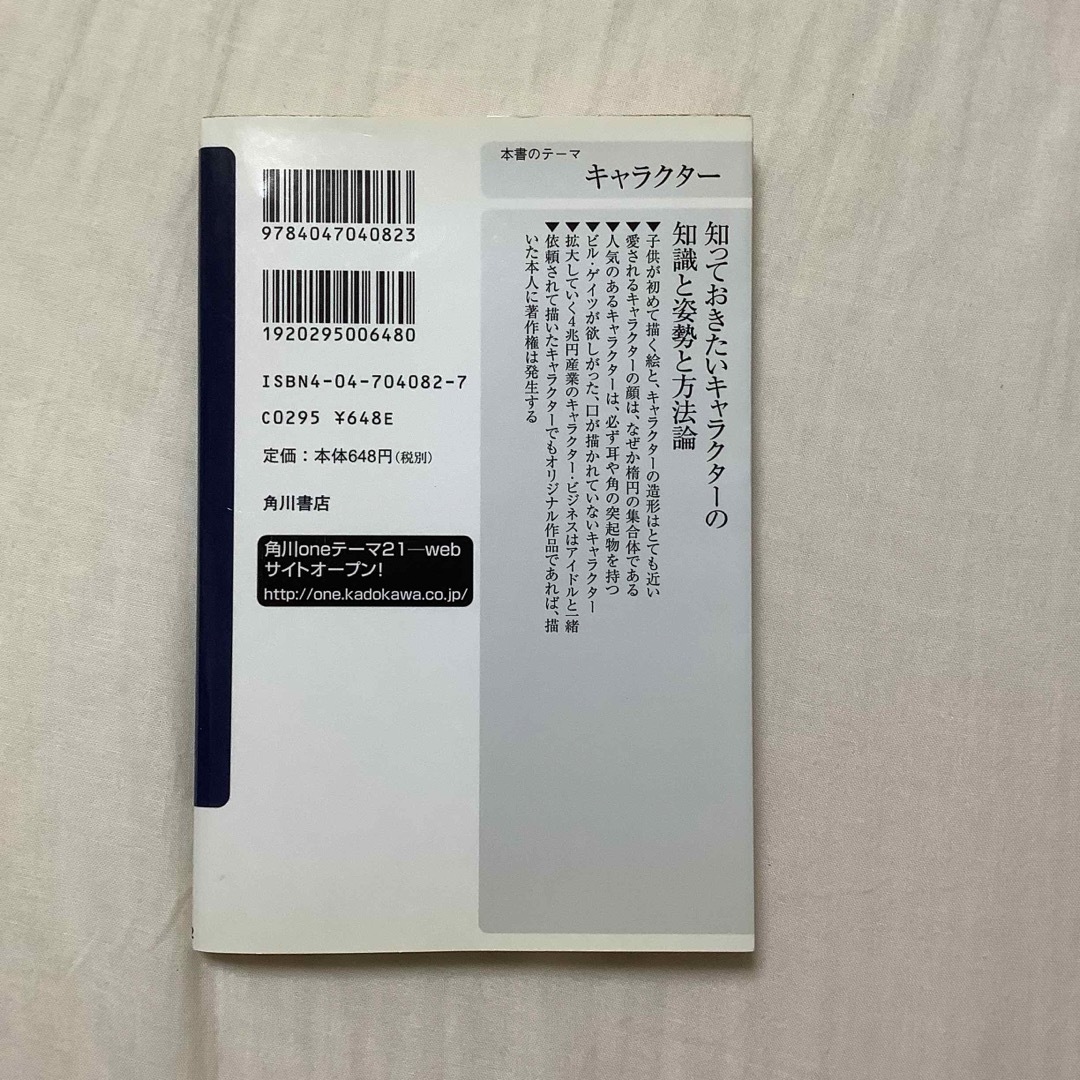 本書のテーマ
キャラクター
知っておきたいキャラクターの
知識と姿勢と方法論
▼子供が初めて描く絵と、キャラクターの造形はとても近い
▼愛されるキャラクターの顔は、なぜか楕円の集合体である
▼人気のあるキャラクターは、必ず耳や角の突起物を持つ
▼ビル・ゲイツが欲しがった、口が描かれていないキャラクター
▼拡大していく4兆円産業のキャラクター・ビジネスはアイドルと一緒
▼依頼されて描いたキャラクターでもオリジナル作品であれば、描
いた本人に著作権は発生する
9784047040823
1920295006480
ISBN4-04-704082-7
C0295 ¥648E
定価：本体648円(税別)
角川書店
角川oneテーマ21―web
サイトオープン!
http://one.kadokawa.co.jp/